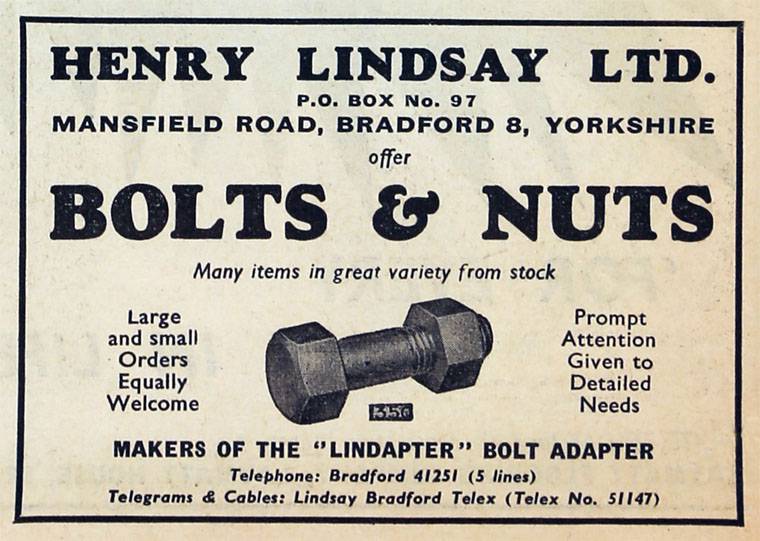 HENRY LINDSAY LTD.
P.O. BOX No. 97
MANSFIELD ROAD, BRADFORD 8, YORKSHIRE
offer
BOLTS & NUTS
Many items in great variety from stock
Large
and small
Orders
Equally
Welcome
Prompt
Attention
Given to
Detailed
Needs
MAKERS OF THE "LINDAPTER" BOLT ADAPTER
Telephone: Bradford 41251 (5 lines)
Telegrams & Cables: Lindsay Bradford Telex (Telex No. 51147)